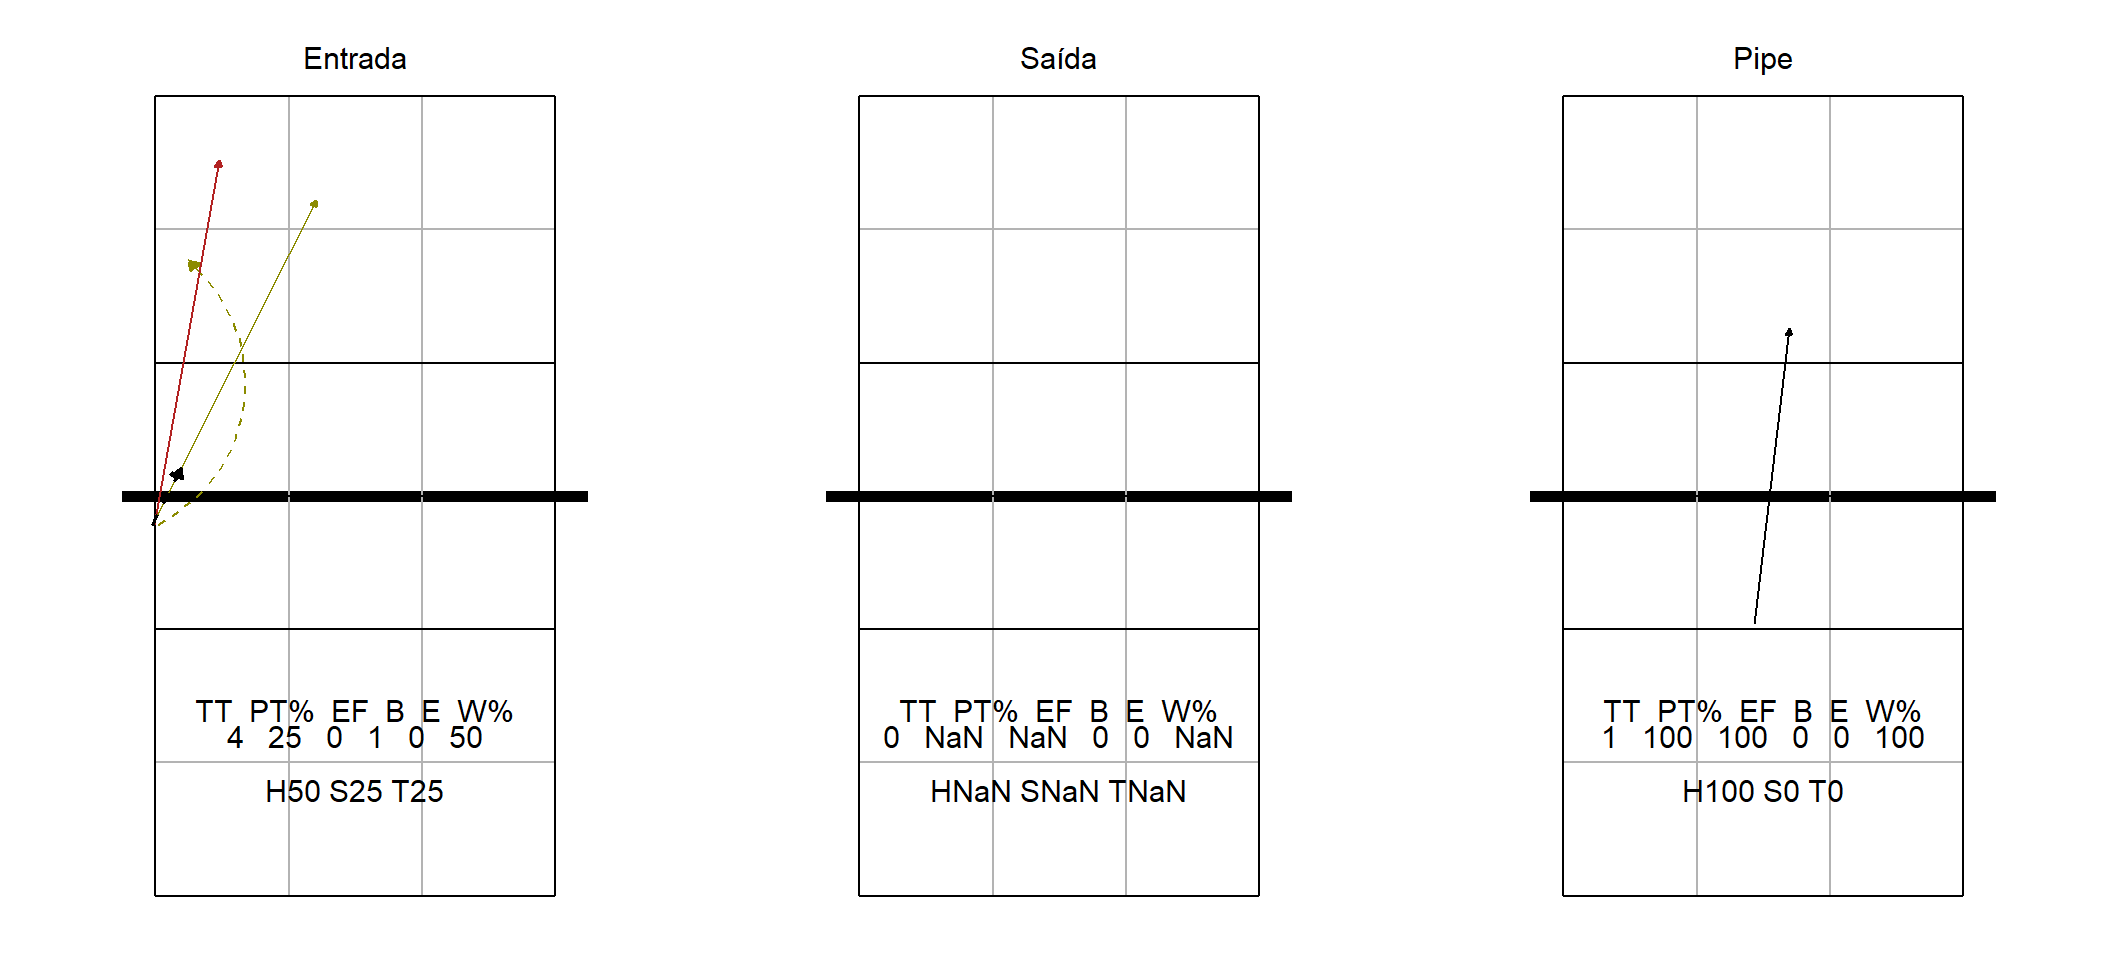 Entrada
TT PT% EF B E W%
4 25 0 1 0 50
H50 S25 T25
Saída
TT PT% EF B E W%
0 NaN NaN 0 0 NaN
HNaN SNaN TNaN
Pipe
TT PT% EF B E W%
1 100 100 0 0 100
H100 S0 T0